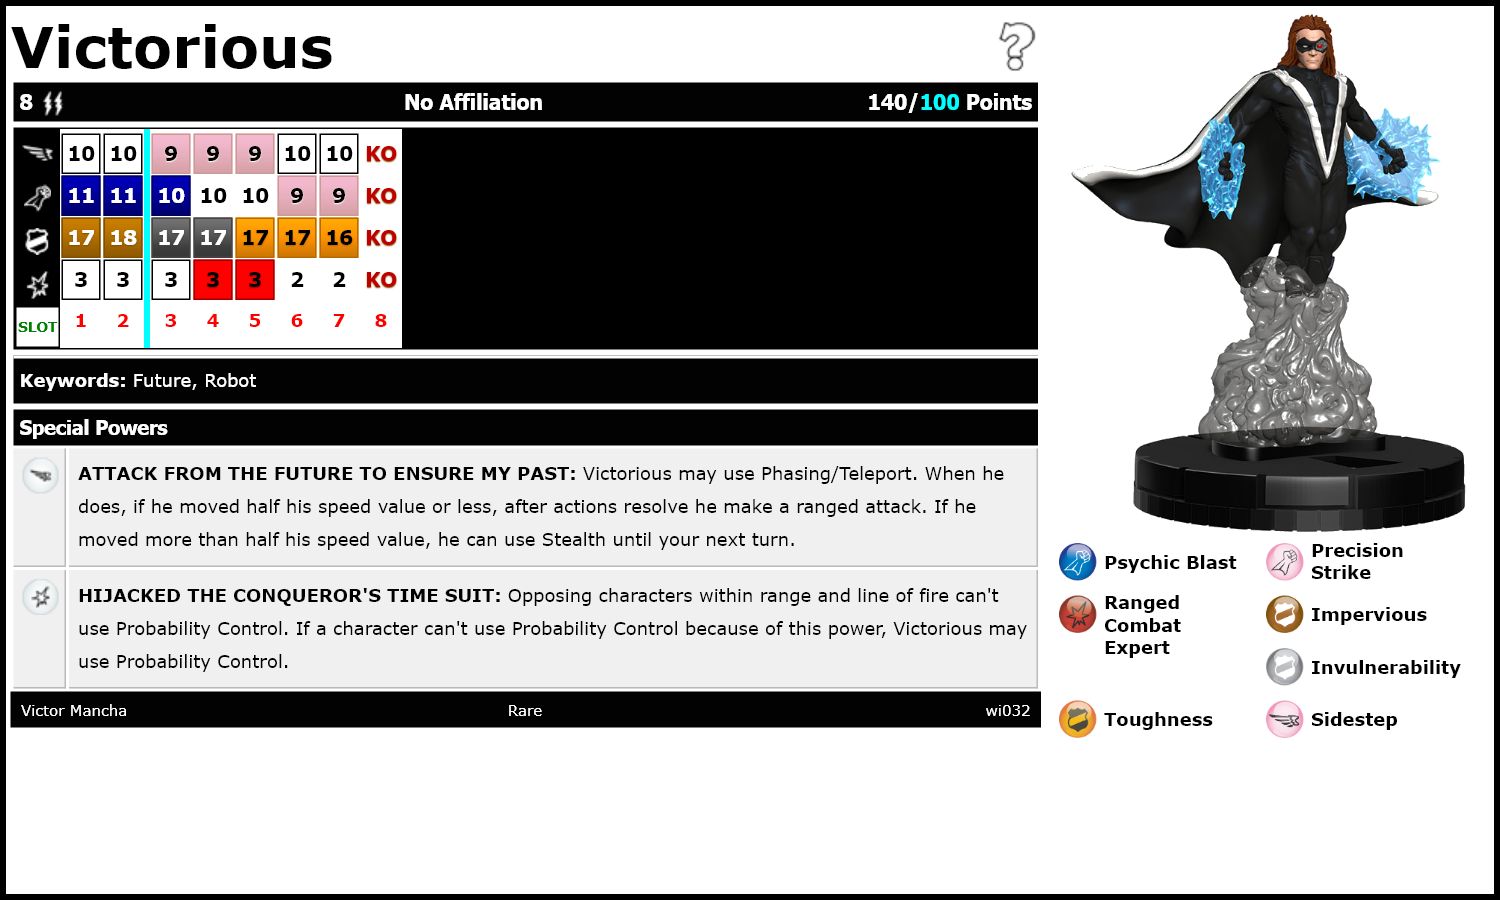 Victorious
8 No Affiliation 140/100 Points
10 10 9 9 9 10 10 KO
11 11 10 10 10 9 9 KO
17 18 17 17 17 17 16 KO
3 3 3 3 3 2 2 KO
SLOT 1 2 3 4 5 6 7 8
Keywords: Future, Robot
Special Powers
ATTACK FROM THE FUTURE TO ENSURE MY PAST: Victorious may use Phasing/Teleport. When he
does, if he moved half his speed value or less, after actions resolve he make a ranged attack. If he
moved more than half his speed value, he can use Stealth until your next turn.
HIJACKED THE CONQUEROR'S TIME SUIT: Opposing characters within range and line of fire can't
use Probability Control. If a character can't use Probability Control because of this power, Victorious may
use Probability Control.
Victor Mancha Rare wi032
Psychic Blast
Precision
Strike
Ranged
Combat
Expert
Impervious
Invulnerability
Toughness
Sidestep